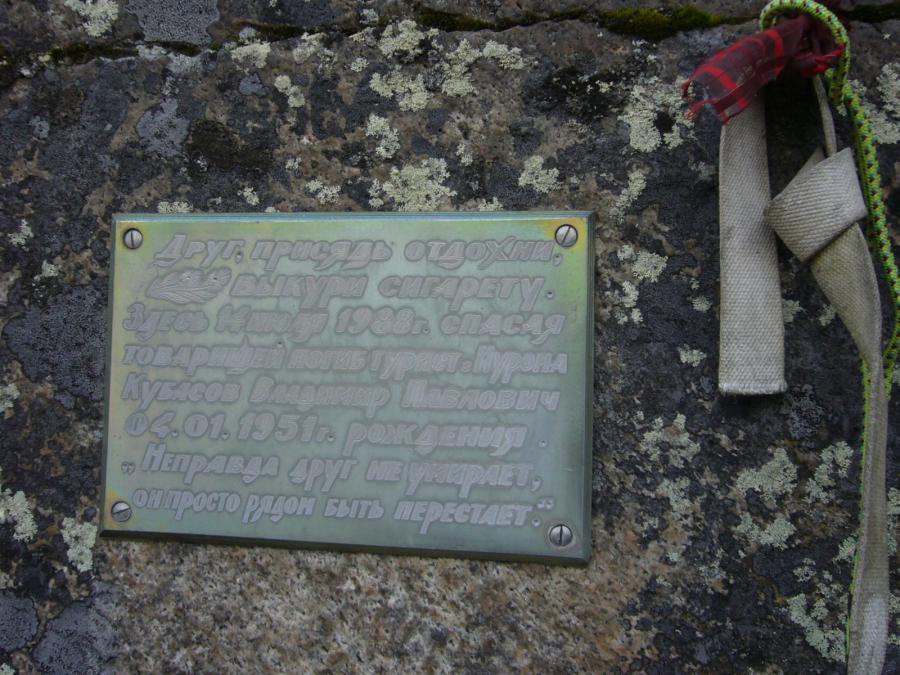 Друг, присядь отдохни,
выкури сигарету.
Здесь 14 июля 1988г. спасая
товарищей погиб турист г. Курска
Кубасов Владимир Павлович
04.01.1951г. рождения.
„Неправда друг не умирает,
он просто рядом быть перестает.“